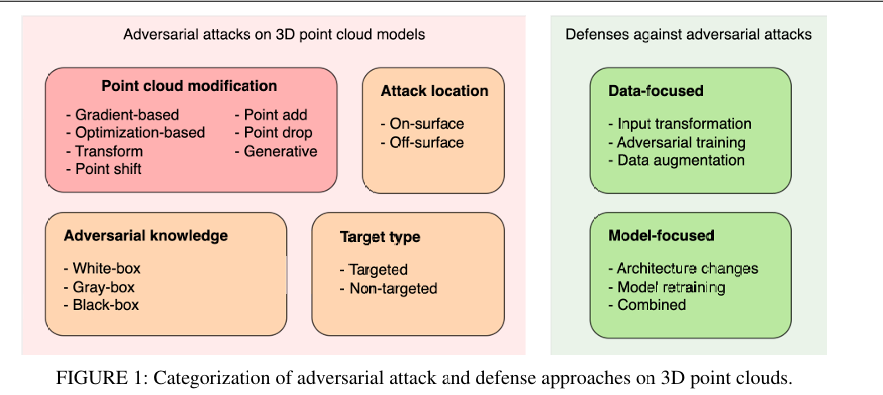 Adversarial attacks on 3D point cloud models
Point cloud modification
- Gradient-based
- Optimization-based
- Transform
- Point shift
- Point add
- Point drop
- Generative
Attack location
- On-surface
- Off-surface
Adversarial knowledge
- White-box
- Gray-box
- Black-box
Target type
- Targeted
- Non-targeted
Defenses against adversarial attacks
Data-focused
- Input transformation
- Adversarial training
- Data augmentation
Model-focused
- Architecture changes
- Model retraining
- Combined
FIGURE 1: Categorization of adversarial attack and defense approaches on 3D point clouds.